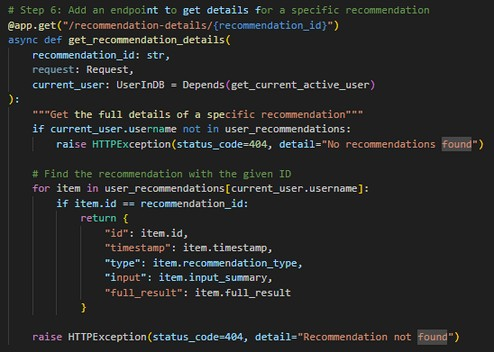 # Step 6: Add an endpoint to get details for a specific recommendation
@app.get("/recommendation-details/{recommendation_id}")
async def get_recommendation_details(
    recommendation_id: str,
    request: Request,
    current_user: UserInDB = Depends(get_current_active_user)
):
    """Get the full details of a specific recommendation"""
    if current_user.username not in user_recommendations:
        raise HTTPException(status_code=404, detail="No recommendations found")

    # Find the recommendation with the given ID
    for item in user_recommendations[current_user.username]:
        if item.id == recommendation_id:
            return {
                "id": item.id,
                "timestamp": item.timestamp,
                "type": item.recommendation_type,
                "input": item.input_summary,
                "full_result": item.full_result
            }

    raise HTTPException(status_code=404, detail="Recommendation not found")